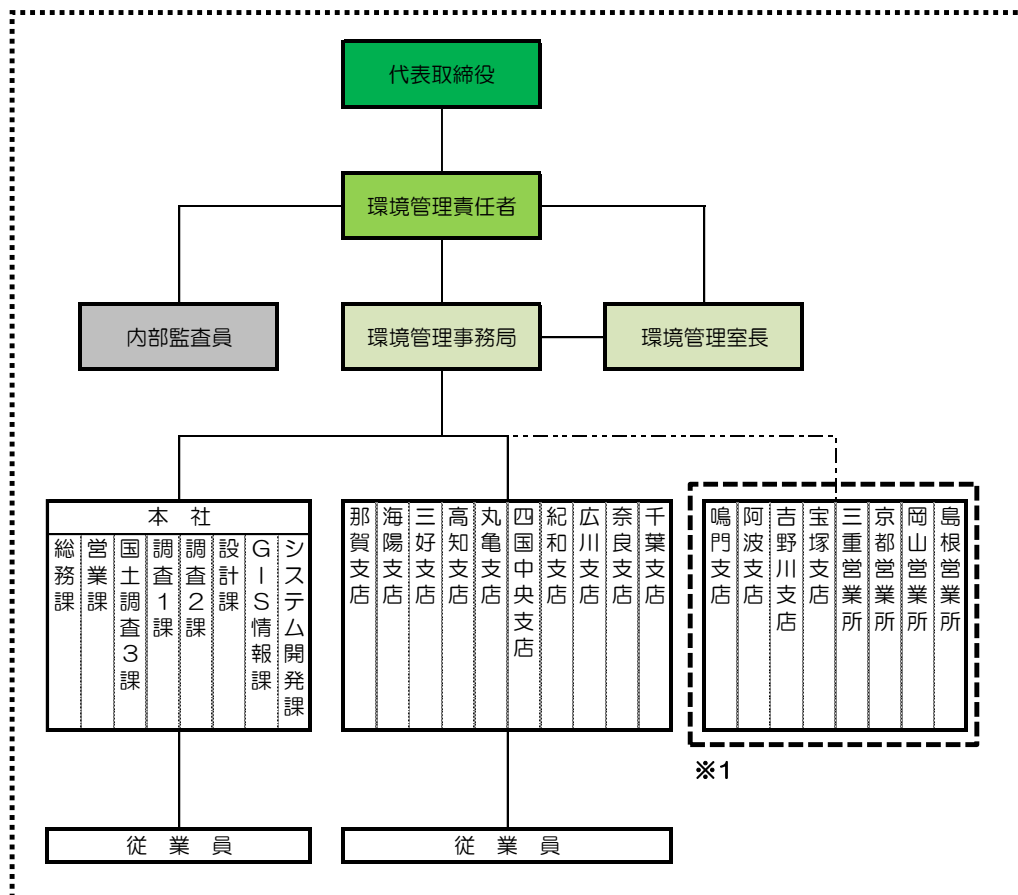 代表取締役
環境管理責任者
内部監査員
環境管理事務局
環境管理室長
本 社
総務課
営業課
国土調査3課
調査1課
調査2課
設計課
GIS情報課
システム開発課
那賀支店
海陽支店
三好支店
高知支店
丸亀支店
四国中央支店
紀和支店
広川支店
奈良支店
千葉支店
鳴門支店
阿波支店
吉野川支店
宝塚支店
三重営業所
京都営業所
岡山営業所
島根営業所
※1
従 業 員
従 業 員